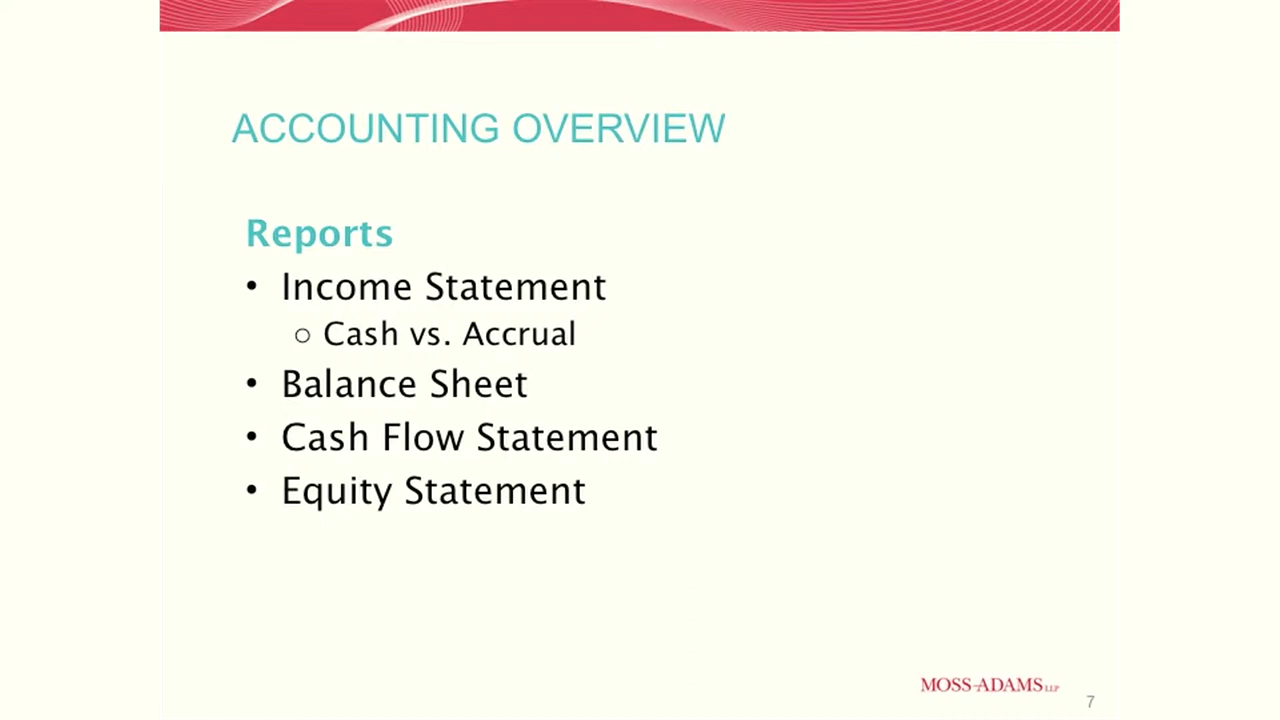 ACCOUNTING OVERVIEW
Reports
• Income Statement
○ Cash vs. Accrual
• Balance Sheet
• Cash Flow Statement
• Equity Statement
MOSS-ADAMS LLP
7